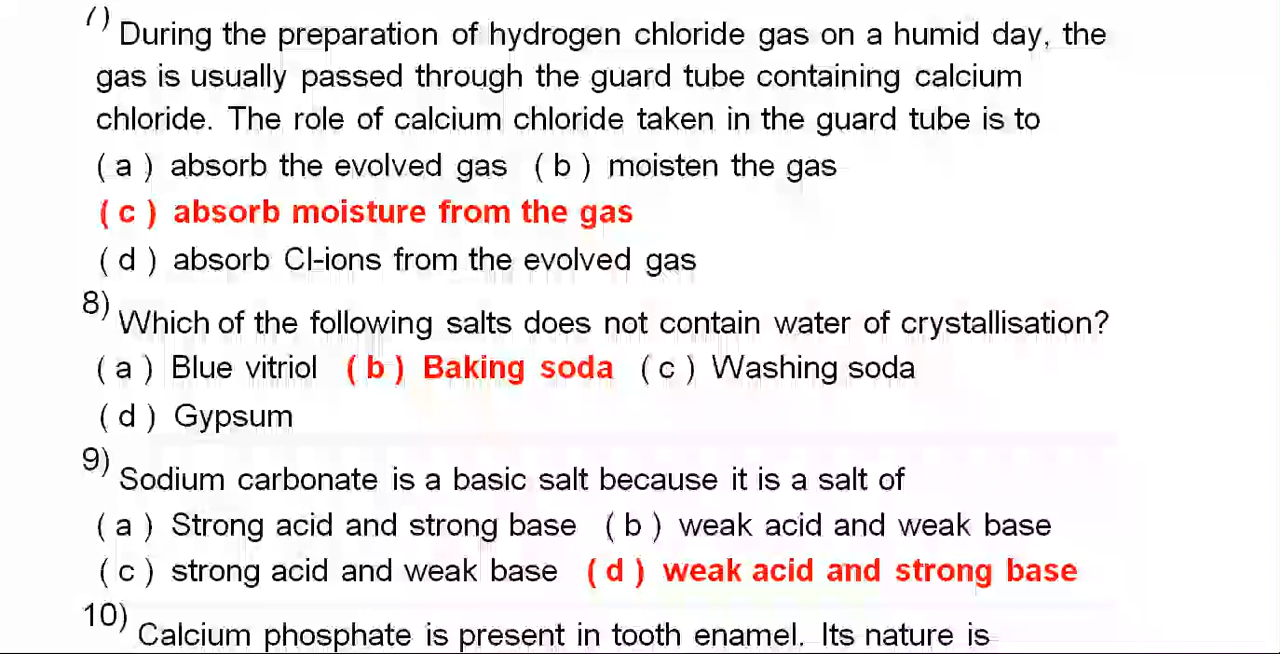 7) During the preparation of hydrogen chloride gas on a humid day, the
gas is usually passed through the guard tube containing calcium
chloride. The role of calcium chloride taken in the guard tube is to
( a ) absorb the evolved gas ( b ) moisten the gas
( c ) absorb moisture from the gas
( d ) absorb Cl-ions from the evolved gas
8) Which of the following salts does not contain water of crystallisation?
( a ) Blue vitriol ( b ) Baking soda ( c ) Washing soda
( d ) Gypsum
9) Sodium carbonate is a basic salt because it is a salt of
( a ) Strong acid and strong base ( b ) weak acid and weak base
( c ) strong acid and weak base ( d ) weak acid and strong base
10) Calcium phosphate is present in tooth enamel. Its nature is